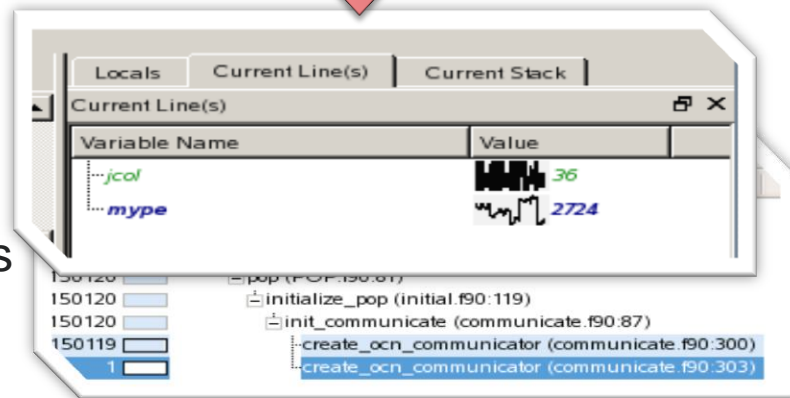 Locals Current Line(s) Current Stack
Current Line(s)
Variable Name Value
jcol 36
mype 2724
s
150120 pop (POP.f90:81)
150120 initialize_pop (initial.f90:119)
150120 init_communicate (communicate.f90:87)
150119 create_ocn_communicator (communicate.f90:300)
1 create_ocn_communicator (communicate.f90:303)